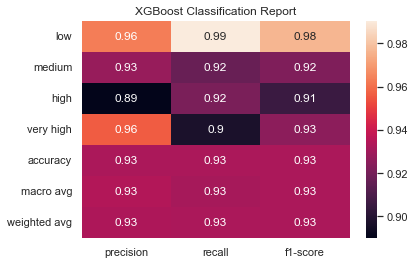 XGBoost Classification Report
low 0.96 0.99 0.98
medium 0.93 0.92 0.92
high 0.89 0.92 0.91
very high 0.96 0.9 0.93
accuracy 0.93 0.93 0.93
macro avg 0.93 0.93 0.93
weighted avg 0.93 0.93 0.93
precision recall f1-score
0.98
0.96
0.94
0.92
0.90